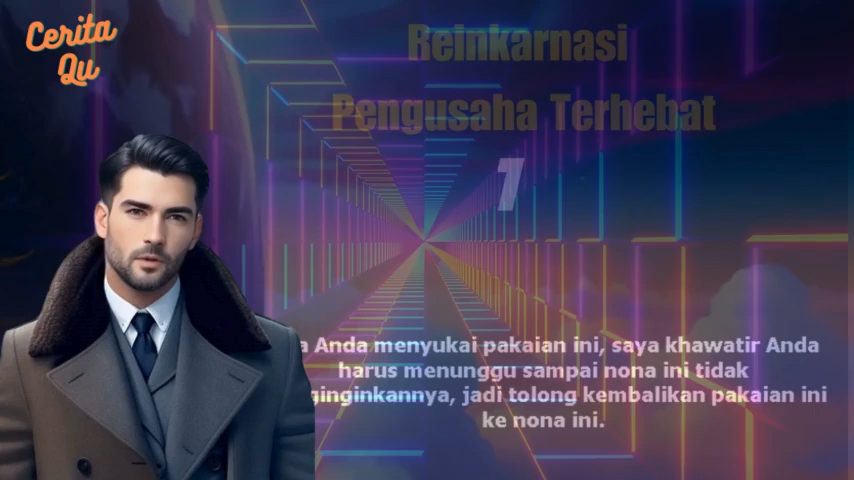 Cerita
Qu
Reinkarnasi
Pengusaha Terhebat
1
Anda menyukai pakaian ini, saya khawatir Anda
harus menunggu sampai nona ini tidak
jadi tolong kembalikan pakaian ini
ke nona ini.